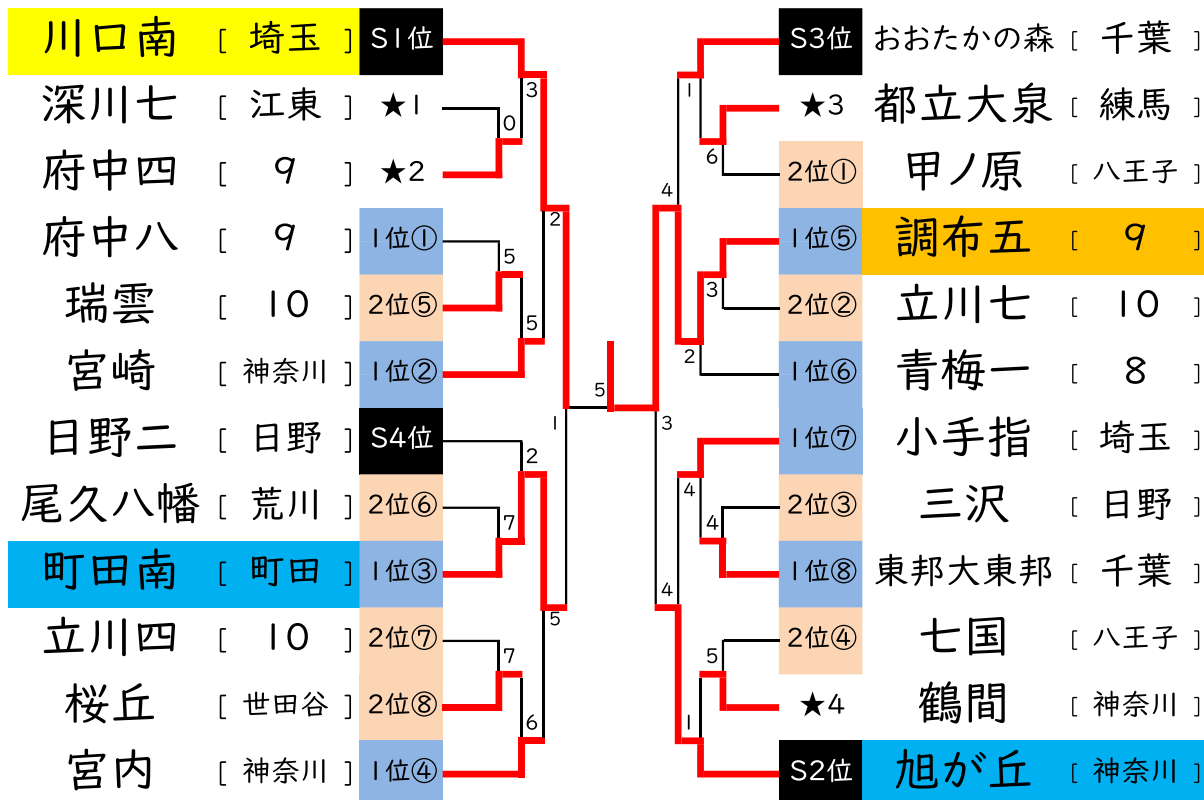 川口南 [ 埼玉 ] S1位
深川七 [ 江東 ] ★1
府中四 [ 9 ] ★2
府中八 [ 9 ] 1位①
瑞雲 [ 10 ] 2位⑤
宮崎 [ 神奈川 ] 1位②
日野二 [ 日野 ] S4位
尾久八幡 [ 荒川 ] 2位⑥
町田南 [ 町田 ] 1位③
立川四 [ 10 ] 2位⑦
桜丘 [ 世田谷 ] 2位⑧
宮内 [ 神奈川 ] 1位④
3
0
2
5
5
1
2
7
5
7
6
5
1
6
4
3
2
3
4
4
4
5
1
S3位 おおたかの森 [ 千葉 ]
★3 都立大泉 [ 練馬 ]
2位① 甲ノ原 [ 八王子 ]
1位⑤ 調布五 [ 9 ]
2位② 立川七 [ 10 ]
1位⑥ 青梅一 [ 8 ]
1位⑦ 小手指 [ 埼玉 ]
2位③ 三沢 [ 日野 ]
1位⑧ 東邦大東邦 [ 千葉 ]
2位④ 七国 [ 八王子 ]
★4 鶴間 [ 神奈川 ]
S2位 旭が丘 [ 神奈川 ]